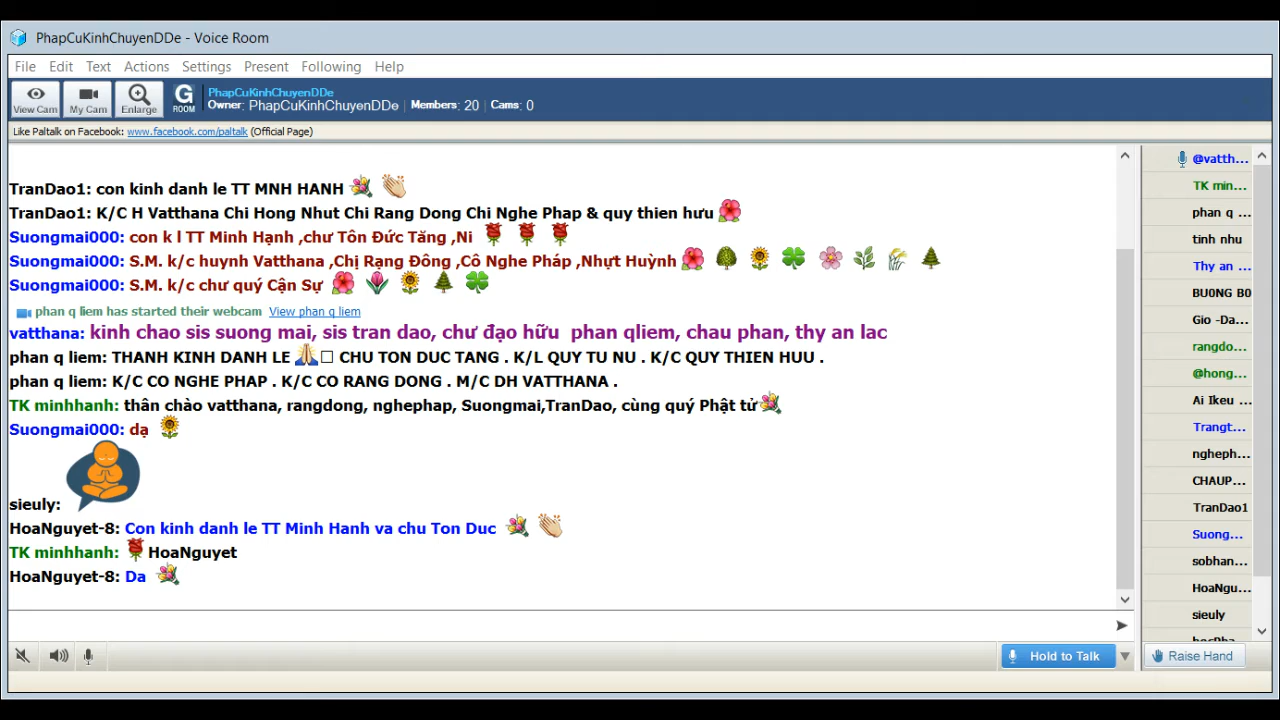 PhapCuKinhChuyenDDe - Voice Room
File Edit Text Actions Settings Present Following Help
View Cam My Cam Enlarge G ROOM
PhapCuKinhChuyenDDe
Owner: PhapCuKinhChuyenDDe Members: 20 Cams: 0
Like Paltalk on Facebook: www.facebook.com/paltalk (Official Page)
TranDao1: con kinh danh le TT MNH HANH 💐 👏
TranDao1: K/C H Vatthana Chi Hong Nhut Chi Rang Dong Chi Nghe Phap & quy thien hưu 🌺
Suongmai000: con k l TT Minh Hạnh ,chư Tôn Đức Tăng ,Ni 🌹 🌹 🌹
Suongmai000: S.M. k/c huynh Vatthana ,Chị Rạng Đông ,Cô Nghe Pháp ,Nhựt Huỳnh 🌺 🌳 🌻 🍀 🌸 🌿 🌾 🌲
Suongmai000: S.M. k/c chư quý Cận Sự 🌺 🌷 🌻 🌲 🍀
phan q liem has started their webcam View phan q liem
vatthana: kinh chao sis suong mai, sis tran dao, chư đạo hữu phan qliem, chau phan, thy an lac
phan q liem: THANH KINH DANH LE 🙏□ CHU TON DUC TANG . K/L QUY TU NU . K/C QUY THIEN HUU .
phan q liem: K/C CO NGHE PHAP . K/C CO RANG DONG . M/C DH VATTHANA .
TK minhhanh: thân chào vatthana, rangdong, nghephap, Suongmai,TranDao, cùng quý Phật tử💐
Suongmai000: dạ 🌻
sieuly:
HoaNguyet-8: Con kinh danh le TT Minh Hanh va chu Ton Duc 💐 👏
TK minhhanh: 🌹HoaNguyet
HoaNguyet-8: Da 💐
@vatth...
TK min...
phan q ...
tinh nhu
Thy an ...
BUONG B0
Gio -Da...
rangdo...
@hong...
Ai Ikeu ...
Trangt...
ngheph...
CHAUP...
TranDao1
Suong...
sobhan...
HoaNgu...
sieuly
Hold to Talk
Raise Hand